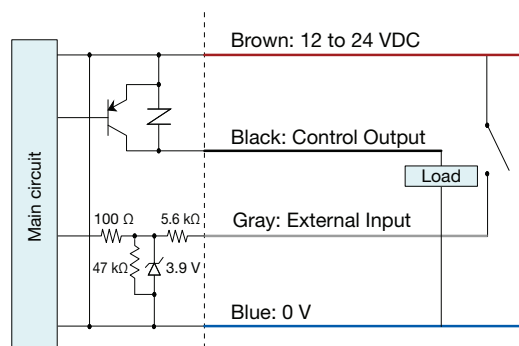 Brown: 12 to 24 VDC
Main circuit
Black: Control Output
Load
100 Ω
5.6 kΩ
Gray: External Input
47 kΩ
3.9 V
Blue: 0 V